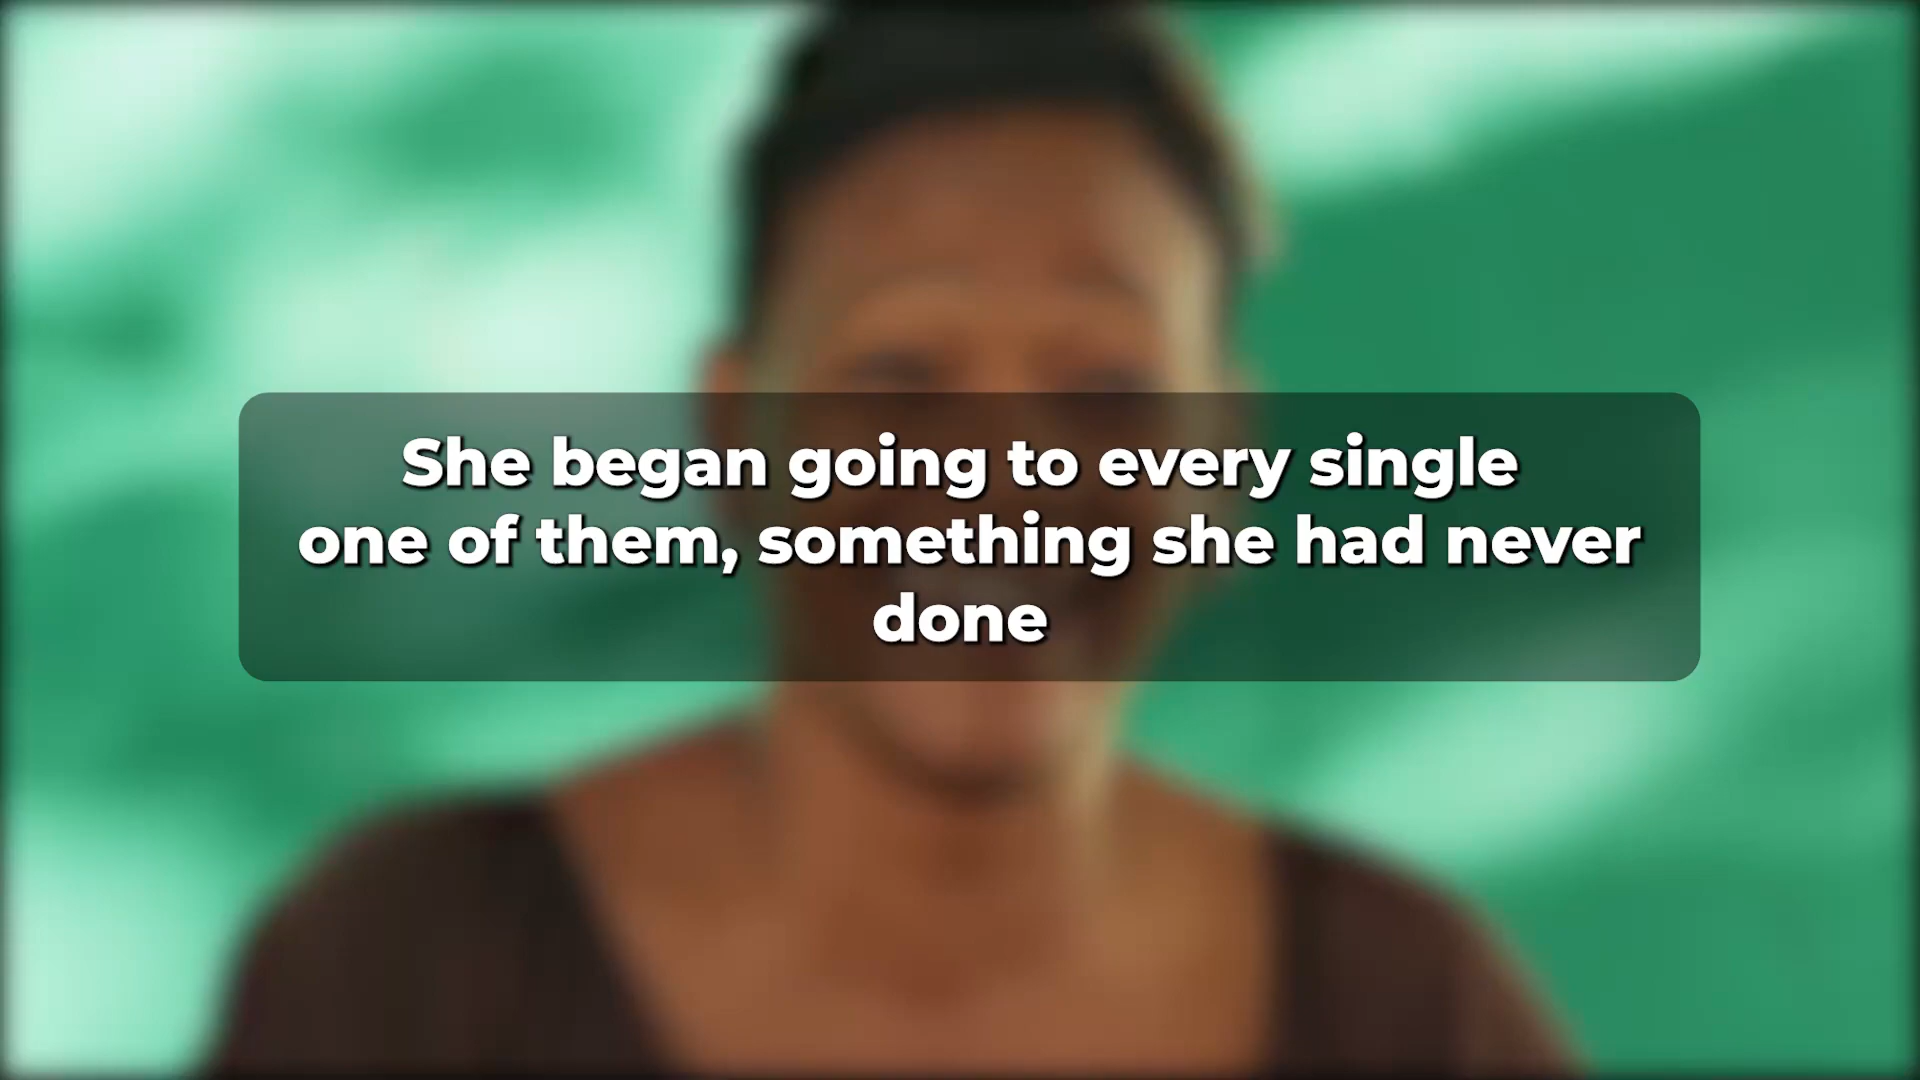 She began going to every single
one of them, something she had never
done